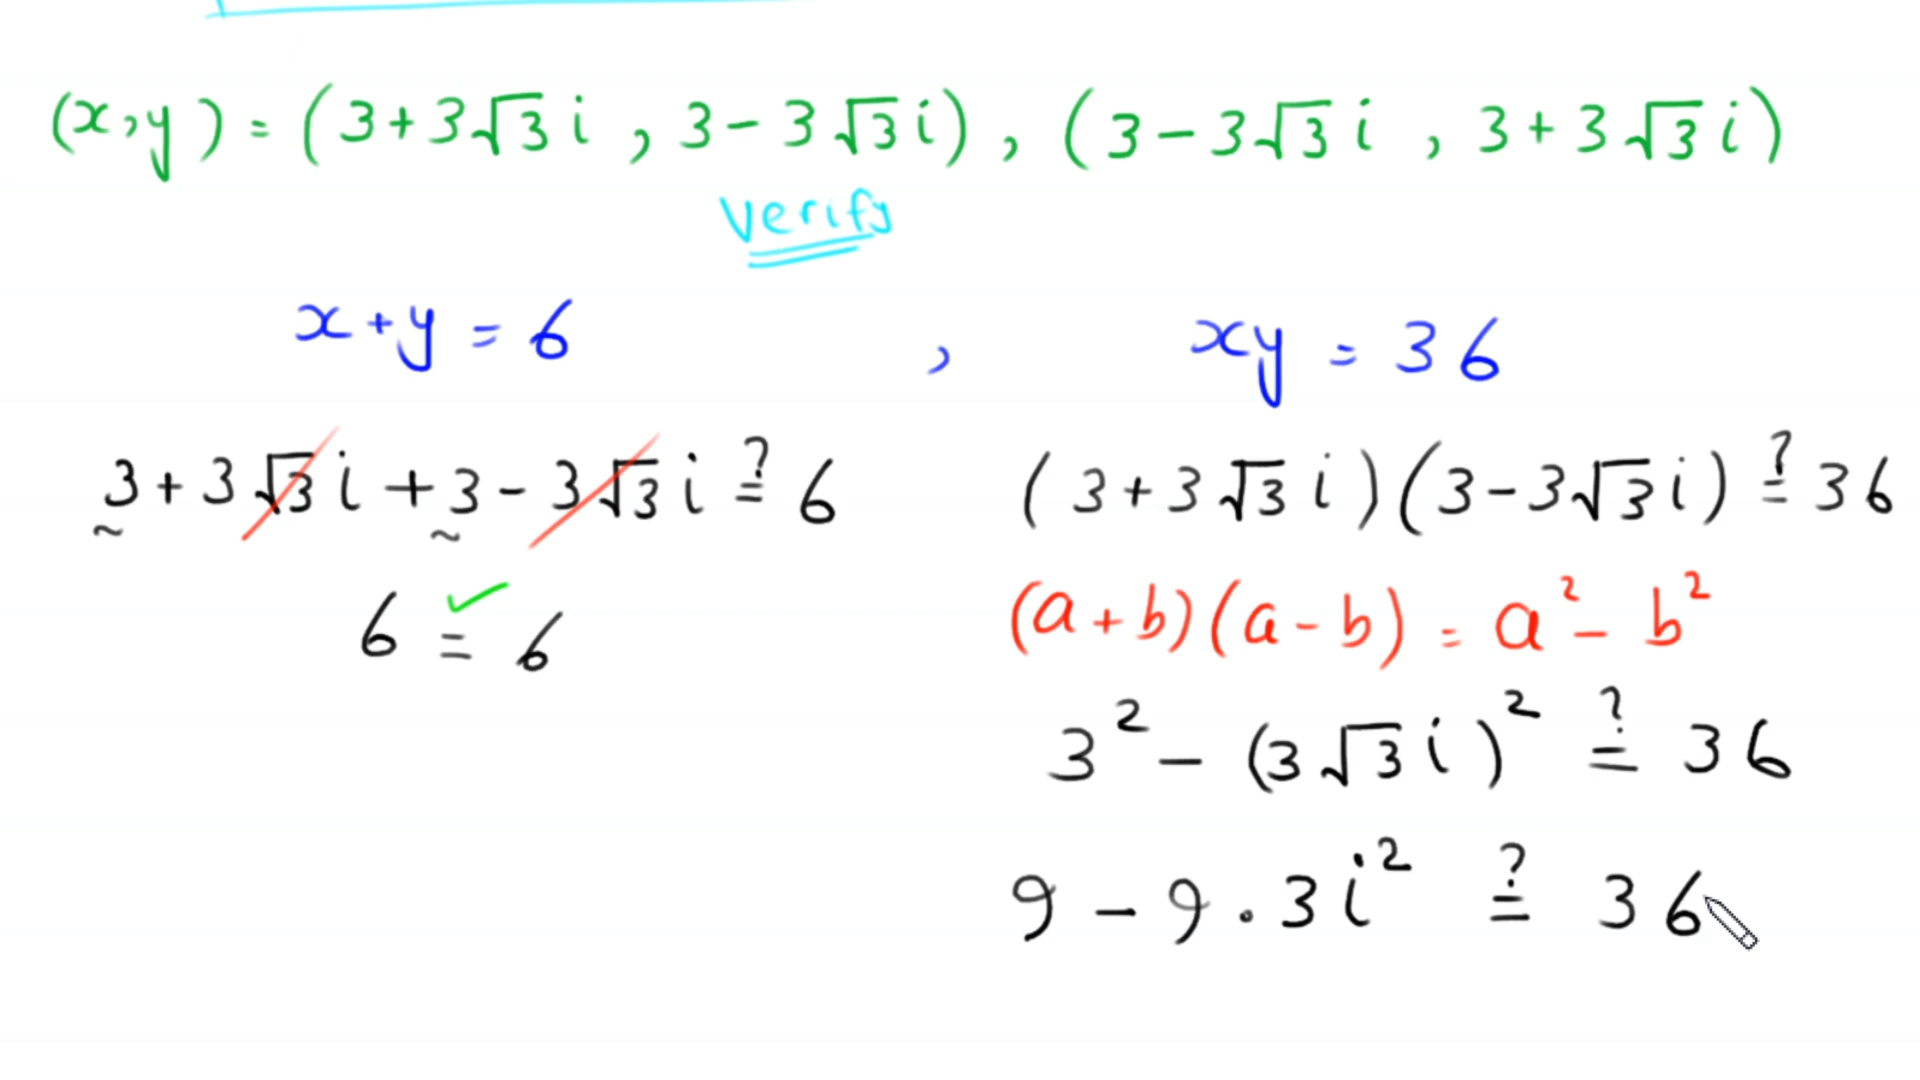 (x,y) = (3+3√3 i , 3-3√3 i) , (3-3√3 i , 3+3√3 i)
Verify
x+y = 6 , xy = 36
3+3√3 i + 3-3√3 i ≟ 6
(3+3√3 i)(3-3√3 i) ≟ 36
6 = 6 ✓
(a+b)(a-b) = a² - b²
3² - (3√3 i)² ≟ 36
9 - 9 · 3 i² ≟ 36